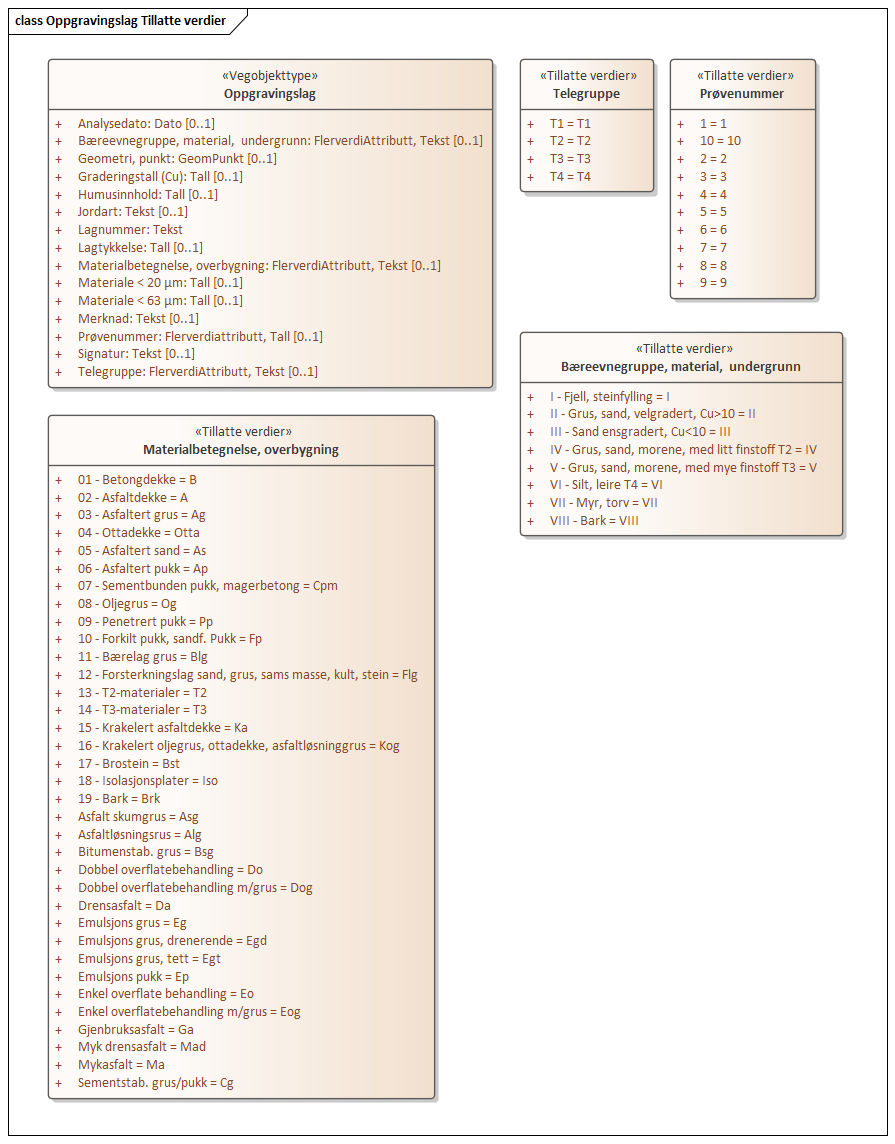 class Oppgravingslag Tillatte verdier
«Vegobjekttype»
Oppgravingslag
+ Analysedato: Dato [0..1]
+ Bæreevnegruppe, material,  undergrunn: FlerverdiAttributt, Tekst [0..1]
+ Geometri, punkt: GeomPunkt [0..1]
+ Graderingstall (Cu): Tall [0..1]
+ Humusinnhold: Tall [0..1]
+ Jordart: Tekst [0..1]
+ Lagnummer: Tekst
+ Lagtykkelse: Tall [0..1]
+ Materialbetegnelse, overbygning: FlerverdiAttributt, Tekst [0..1]
+ Materiale < 20 µm: Tall [0..1]
+ Materiale < 63 µm: Tall [0..1]
+ Merknad: Tekst [0..1]
+ Prøvenummer: Flerverdiattributt, Tall [0..1]
+ Signatur: Tekst [0..1]
+ Telegruppe: FlerverdiAttributt, Tekst [0..1]
«Tillatte verdier»
Telegruppe
+ T1 = T1
+ T2 = T2
+ T3 = T3
+ T4 = T4
«Tillatte verdier»
Prøvenummer
+ 1 = 1
+ 10 = 10
+ 2 = 2
+ 3 = 3
+ 4 = 4
+ 5 = 5
+ 6 = 6
+ 7 = 7
+ 8 = 8
+ 9 = 9
«Tillatte verdier»
Bæreevnegruppe, material,  undergrunn
+ I - Fjell, steinfylling = I
+ II - Grus, sand, velgradert, Cu>10 = II
+ III - Sand ensgradert, Cu<10 = III
+ IV - Grus, sand, morene, med litt finstoff T2 = IV
+ V - Grus, sand, morene, med mye finstoff T3 = V
+ VI - Silt, leire T4 = VI
+ VII - Myr, torv = VII
+ VIII - Bark = VIII
«Tillatte verdier»
Materialbetegnelse, overbygning
+ 01 - Betongdekke = B
+ 02 - Asfaltdekke = A
+ 03 - Asfaltert grus = Ag
+ 04 - Ottadekke = Otta
+ 05 - Asfaltert sand = As
+ 06 - Asfaltert pukk = Ap
+ 07 - Sementbunden pukk, magerbetong = Cpm
+ 08 - Oljegrus = Og
+ 09 - Penetrert pukk = Pp
+ 10 - Forkilt pukk, sandf. Pukk = Fp
+ 11 - Bærelag grus = Blg
+ 12 - Forsterkningslag sand, grus, sams masse, kult, stein = Flg
+ 13 - T2-materialer = T2
+ 14 - T3-materialer = T3
+ 15 - Krakelert asfaltdekke = Ka
+ 16 - Krakelert oljegrus, ottadekke, asfaltløsninggrus = Kog
+ 17 - Brostein = Bst
+ 18 - Isolasjonsplater = Iso
+ 19 - Bark = Brk
+ Asfalt skumgrus = Asg
+ Asfaltløsningsrus = Alg
+ Bitumenstab. grus = Bsg
+ Dobbel overflatebehandling = Do
+ Dobbel overflatebehandling m/grus = Dog
+ Drensasfalt = Da
+ Emulsjons grus = Eg
+ Emulsjons grus, drenerende = Egd
+ Emulsjons grus, tett = Egt
+ Emulsjons pukk = Ep
+ Enkel overflate behandling = Eo
+ Enkel overflatebehandling m/grus = Eog
+ Gjenbruksasfalt = Ga
+ Myk drensasfalt = Mad
+ Mykasfalt = Ma
+ Sementstab. grus/pukk = Cg